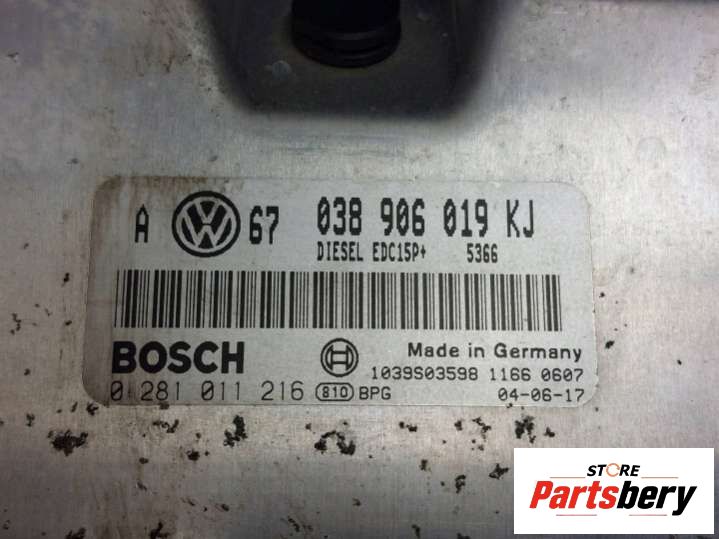 A VW 67 038 906 019 KJ
DIESEL EDC15P+ 5366
BOSCH
Made in Germany
1039S03598 1166 0607
0 281 011 216 810 BPG 04-06-17
STORE
Partsbery